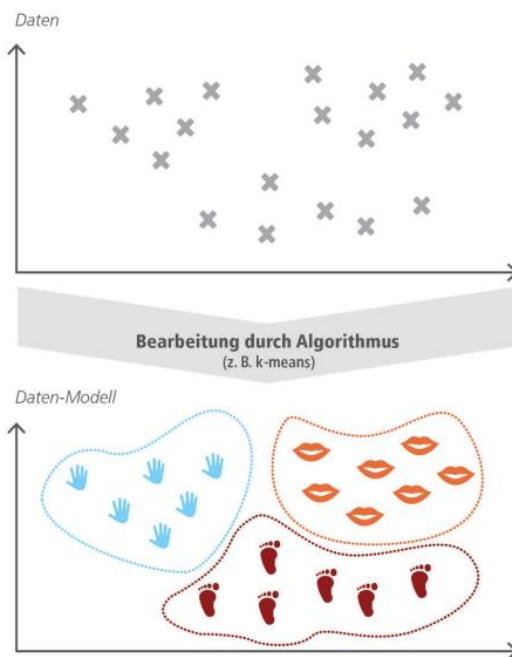 Daten
Bearbeitung durch Algorithmus
(z. B. k-means)
Daten-Modell